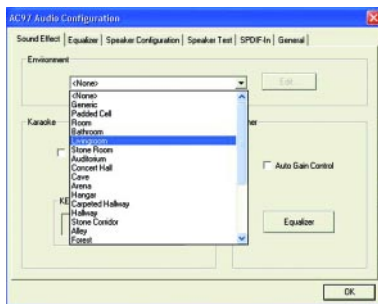 AC97 Audio Configuration
Sound Effect Equalizer Speaker Configuration Speaker Test SPDIF-In General
Environment
<None>
Edit...
<None>
Generic
Padded Cell
Room
Bathroom
Livingroom
Stone Room
Auditorium
Concert Hall
Cave
Arena
Hangar
Carpeted Hallway
Hallway
Stone Corridor
Alley
Forest
Karaoke
Auto Gain Control
Equalizer
OK